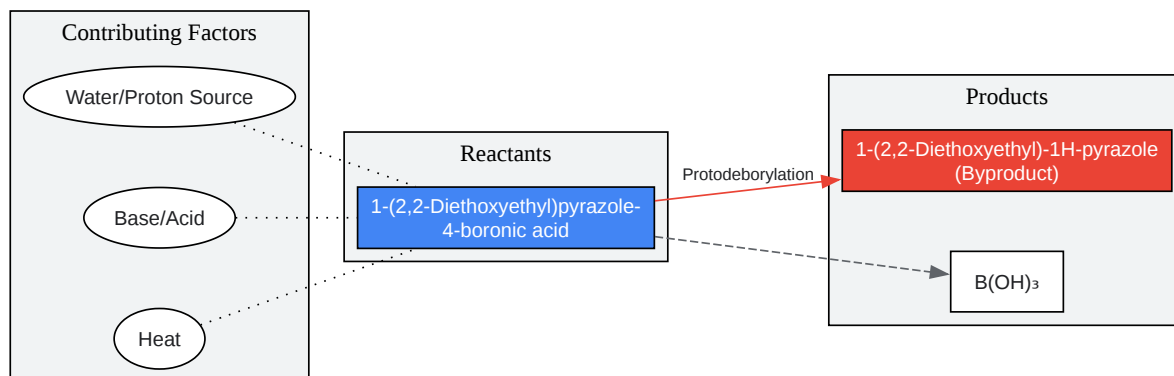 Contributing Factors
Water/Proton Source
Base/Acid
Heat
Reactants
1-(2,2-Diethoxyethyl)pyrazole-
4-boronic acid
Protodeborylation
Products
1-(2,2-Diethoxyethyl)-1H-pyrazole
(Byproduct)
B(OH)₃